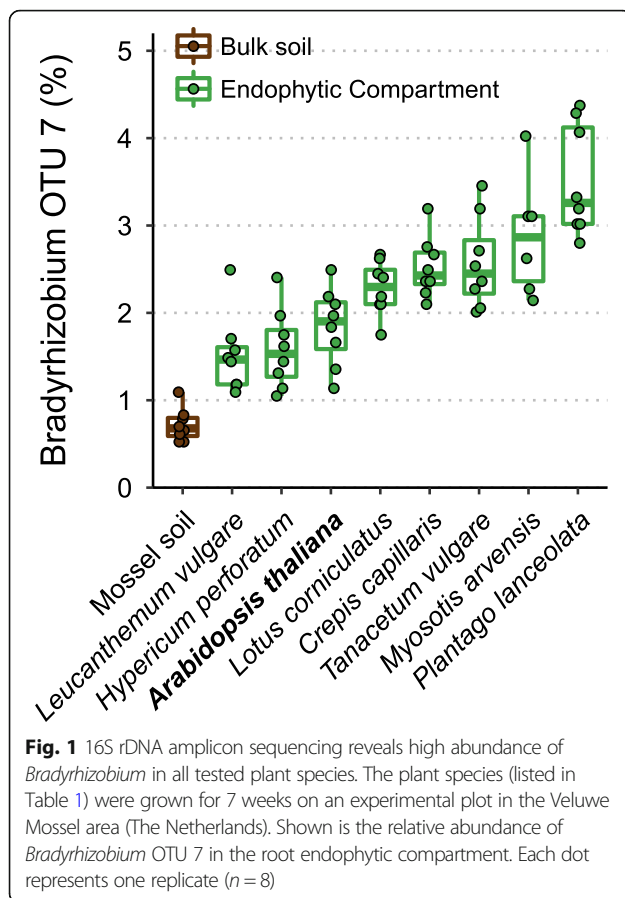 Bradyrhizobium OTU 7 (%)
5
4
3
2
1
0
Bulk soil
Endophytic Compartment
Mossel soil
Leucanthemum vulgare
Hypericum perforatum
Arabidopsis thaliana
Lotus corniculatus
Crepis capillaris
Tanacetum vulgare
Myosotis arvensis
Plantago lanceolata
Fig. 1 16S rDNA amplicon sequencing reveals high abundance of
Bradyrhizobium in all tested plant species. The plant species (listed in
Table 1) were grown for 7 weeks on an experimental plot in the Veluwe
Mossel area (The Netherlands). Shown is the relative abundance of
Bradyrhizobium OTU 7 in the root endophytic compartment. Each dot
represents one replicate (n = 8)